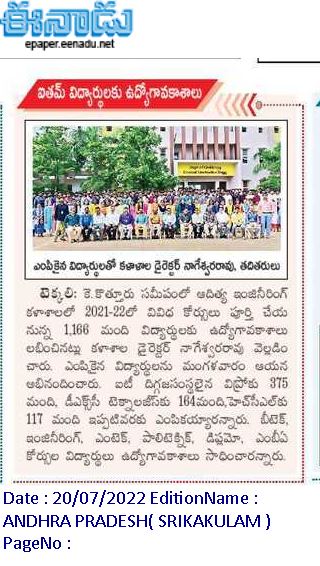 ఈనాడు
epaper.eenadu.net
ఐతమ్ విద్యార్థులకు ఉద్యోగావకాశాలు
ఎంపికైన విద్యార్థులతో కళాశాల డైరెక్టర్ నాగేశ్వరరావు, తదితరులు
టెక్కలి: కె.కొత్తూరు సమీపంలో ఆదిత్య ఇంజినీరింగ్
కళాశాలలో 2021-22లో వివిధ కోర్సులు పూర్తి చేయ
నున్న 1,166 మంది విద్యార్థులకు ఉద్యోగావకాశాలు
లభించినట్లు కళాశాల డైరెక్టర్ నాగేశ్వరరావు వెల్లడిం
చారు. ఎంపికైన విద్యార్థులను మంగళవారం ఆయన
అభినందించారు. ఐటీ దిగ్గజసంస్థలైన విప్రోకు 375
మంది, డీఎక్స్‌సీ టెక్నాలజీస్‌కు 164మంది,హెచ్‌సీఎల్‌కు
117 మంది ఇప్పటివరకు ఎంపికయ్యారన్నారు. బీటెక్,
ఇంజినీరింగ్, ఎంటెక్, పాలిటెక్నిక్, డిప్లమో, ఎంబీఏ
కోర్సుల విద్యార్థులు ఉద్యోగావకాశాలు సాధించారన్నారు.
Date : 20/07/2022 EditionName :
ANDHRA PRADESH( SRIKAKULAM )
PageNo :